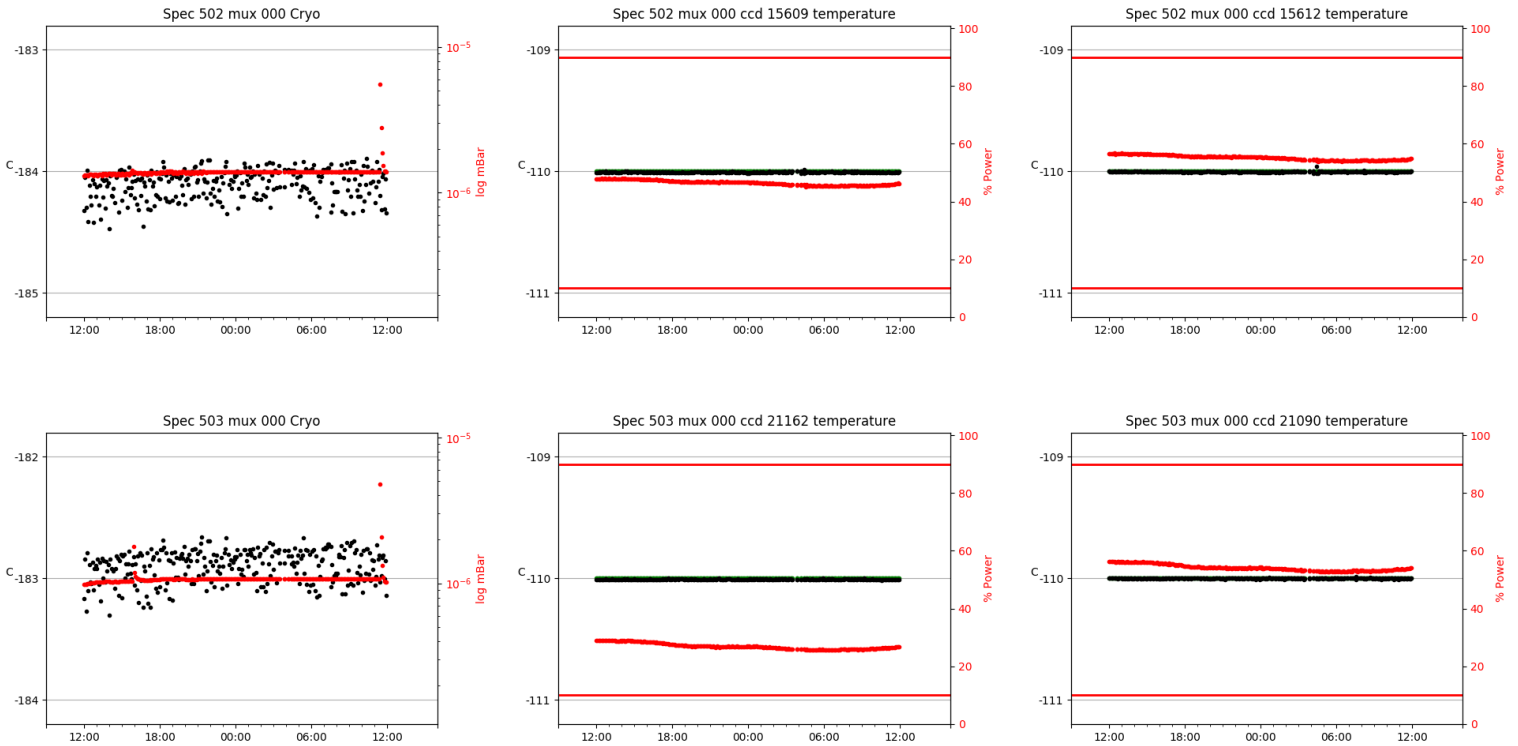 Spec 502 mux 000 Cryo
-183
-184
-185
C
10^-5
10^-6
log mBar
12:00 18:00 00:00 06:00 12:00
Spec 502 mux 000 ccd 15609 temperature
-109
-110
-111
C
100
80
60
40
20
0
% Power
12:00 18:00 00:00 06:00 12:00
Spec 502 mux 000 ccd 15612 temperature
-109
-110
-111
C
100
80
60
40
20
0
% Power
12:00 18:00 00:00 06:00 12:00
Spec 503 mux 000 Cryo
-182
-183
-184
C
10^-5
10^-6
log mBar
12:00 18:00 00:00 06:00 12:00
Spec 503 mux 000 ccd 21162 temperature
-109
-110
-111
C
100
80
60
40
20
0
% Power
12:00 18:00 00:00 06:00 12:00
Spec 503 mux 000 ccd 21090 temperature
-109
-110
-111
C
100
80
60
40
20
0
% Power
12:00 18:00 00:00 06:00 12:00